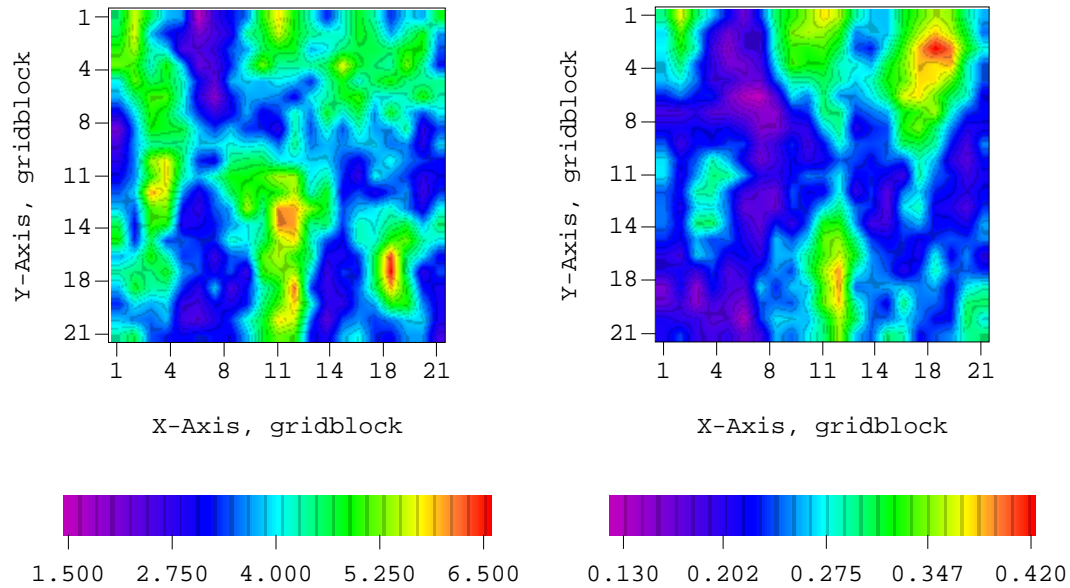 1
4
8
11
14
18
21
Y-Axis, gridblock
1 4 8 11 14 18 21
X-Axis, gridblock
1.500 2.750 4.000 5.250 6.500
1
4
8
11
14
18
21
Y-Axis, gridblock
1 4 8 11 14 18 21
X-Axis, gridblock
0.130 0.202 0.275 0.347 0.420